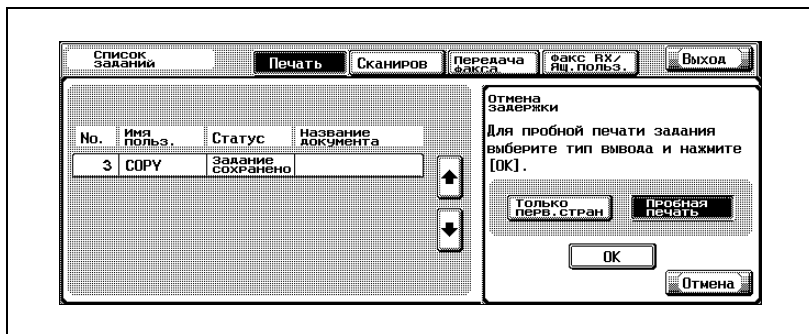 Список
заданий
Печать
Сканиров
Передача
факса
Факс RX/
Ящ.польз.
Выход
No.
Имя
польз.
Статус
Название
документа
3
COPY
Задание
сохранено
Отмена
задержки
Для пробной печати задания
выберите тип вывода и нажмите
[OK].
Только
перв.стран
Пробная
печать
OK
Отмена